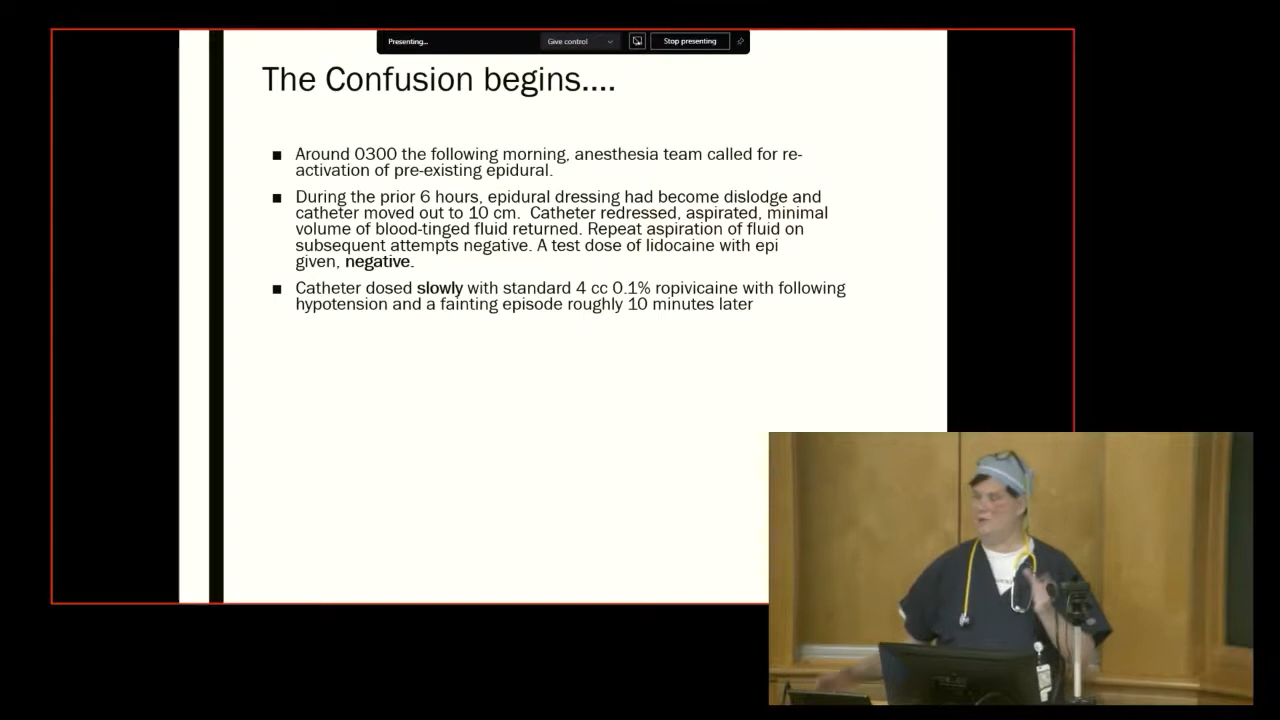 Presenting...
Give control
Stop presenting
The Confusion begins....
Around 0300 the following morning, anesthesia team called for re-
activation of pre-existing epidural.
During the prior 6 hours, epidural dressing had become dislodge and
catheter moved out to 10 cm. Catheter redressed, aspirated, minimal
volume of blood-tinged fluid returned. Repeat aspiration of fluid on
subsequent attempts negative. A test dose of lidocaine with epi
given, negative.
Catheter dosed slowly with standard 4 cc 0.1% ropivicaine with following
hypotension and a fainting episode roughly 10 minutes later